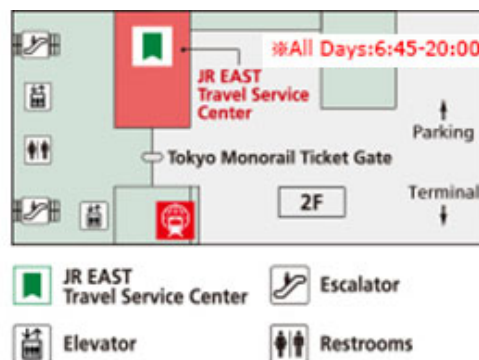 ※All Days:6:45-20:00
JR EAST
Travel Service
Center
Parking
Tokyo Monorail Ticket Gate
2F
Terminal
JR EAST
Travel Service Center
Escalator
Elevator
Restrooms